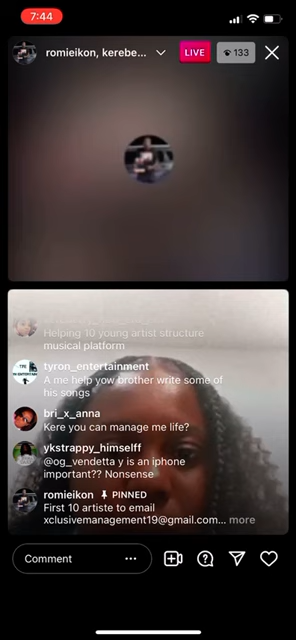 7:44
romieikon, kerebe...
LIVE
133
Helping 10 young artist structure
musical platform
tyron_entertainment
A me help yow brother write some of
his songs
bri_x_anna
Kere you can manage me life?
ykstrappy_himselff
@og_vendetta y is an iphone
important?? Nonsense
romieikon PINNED
First 10 artiste to email
xclusivemanagement19@gmail.com... more
Comment